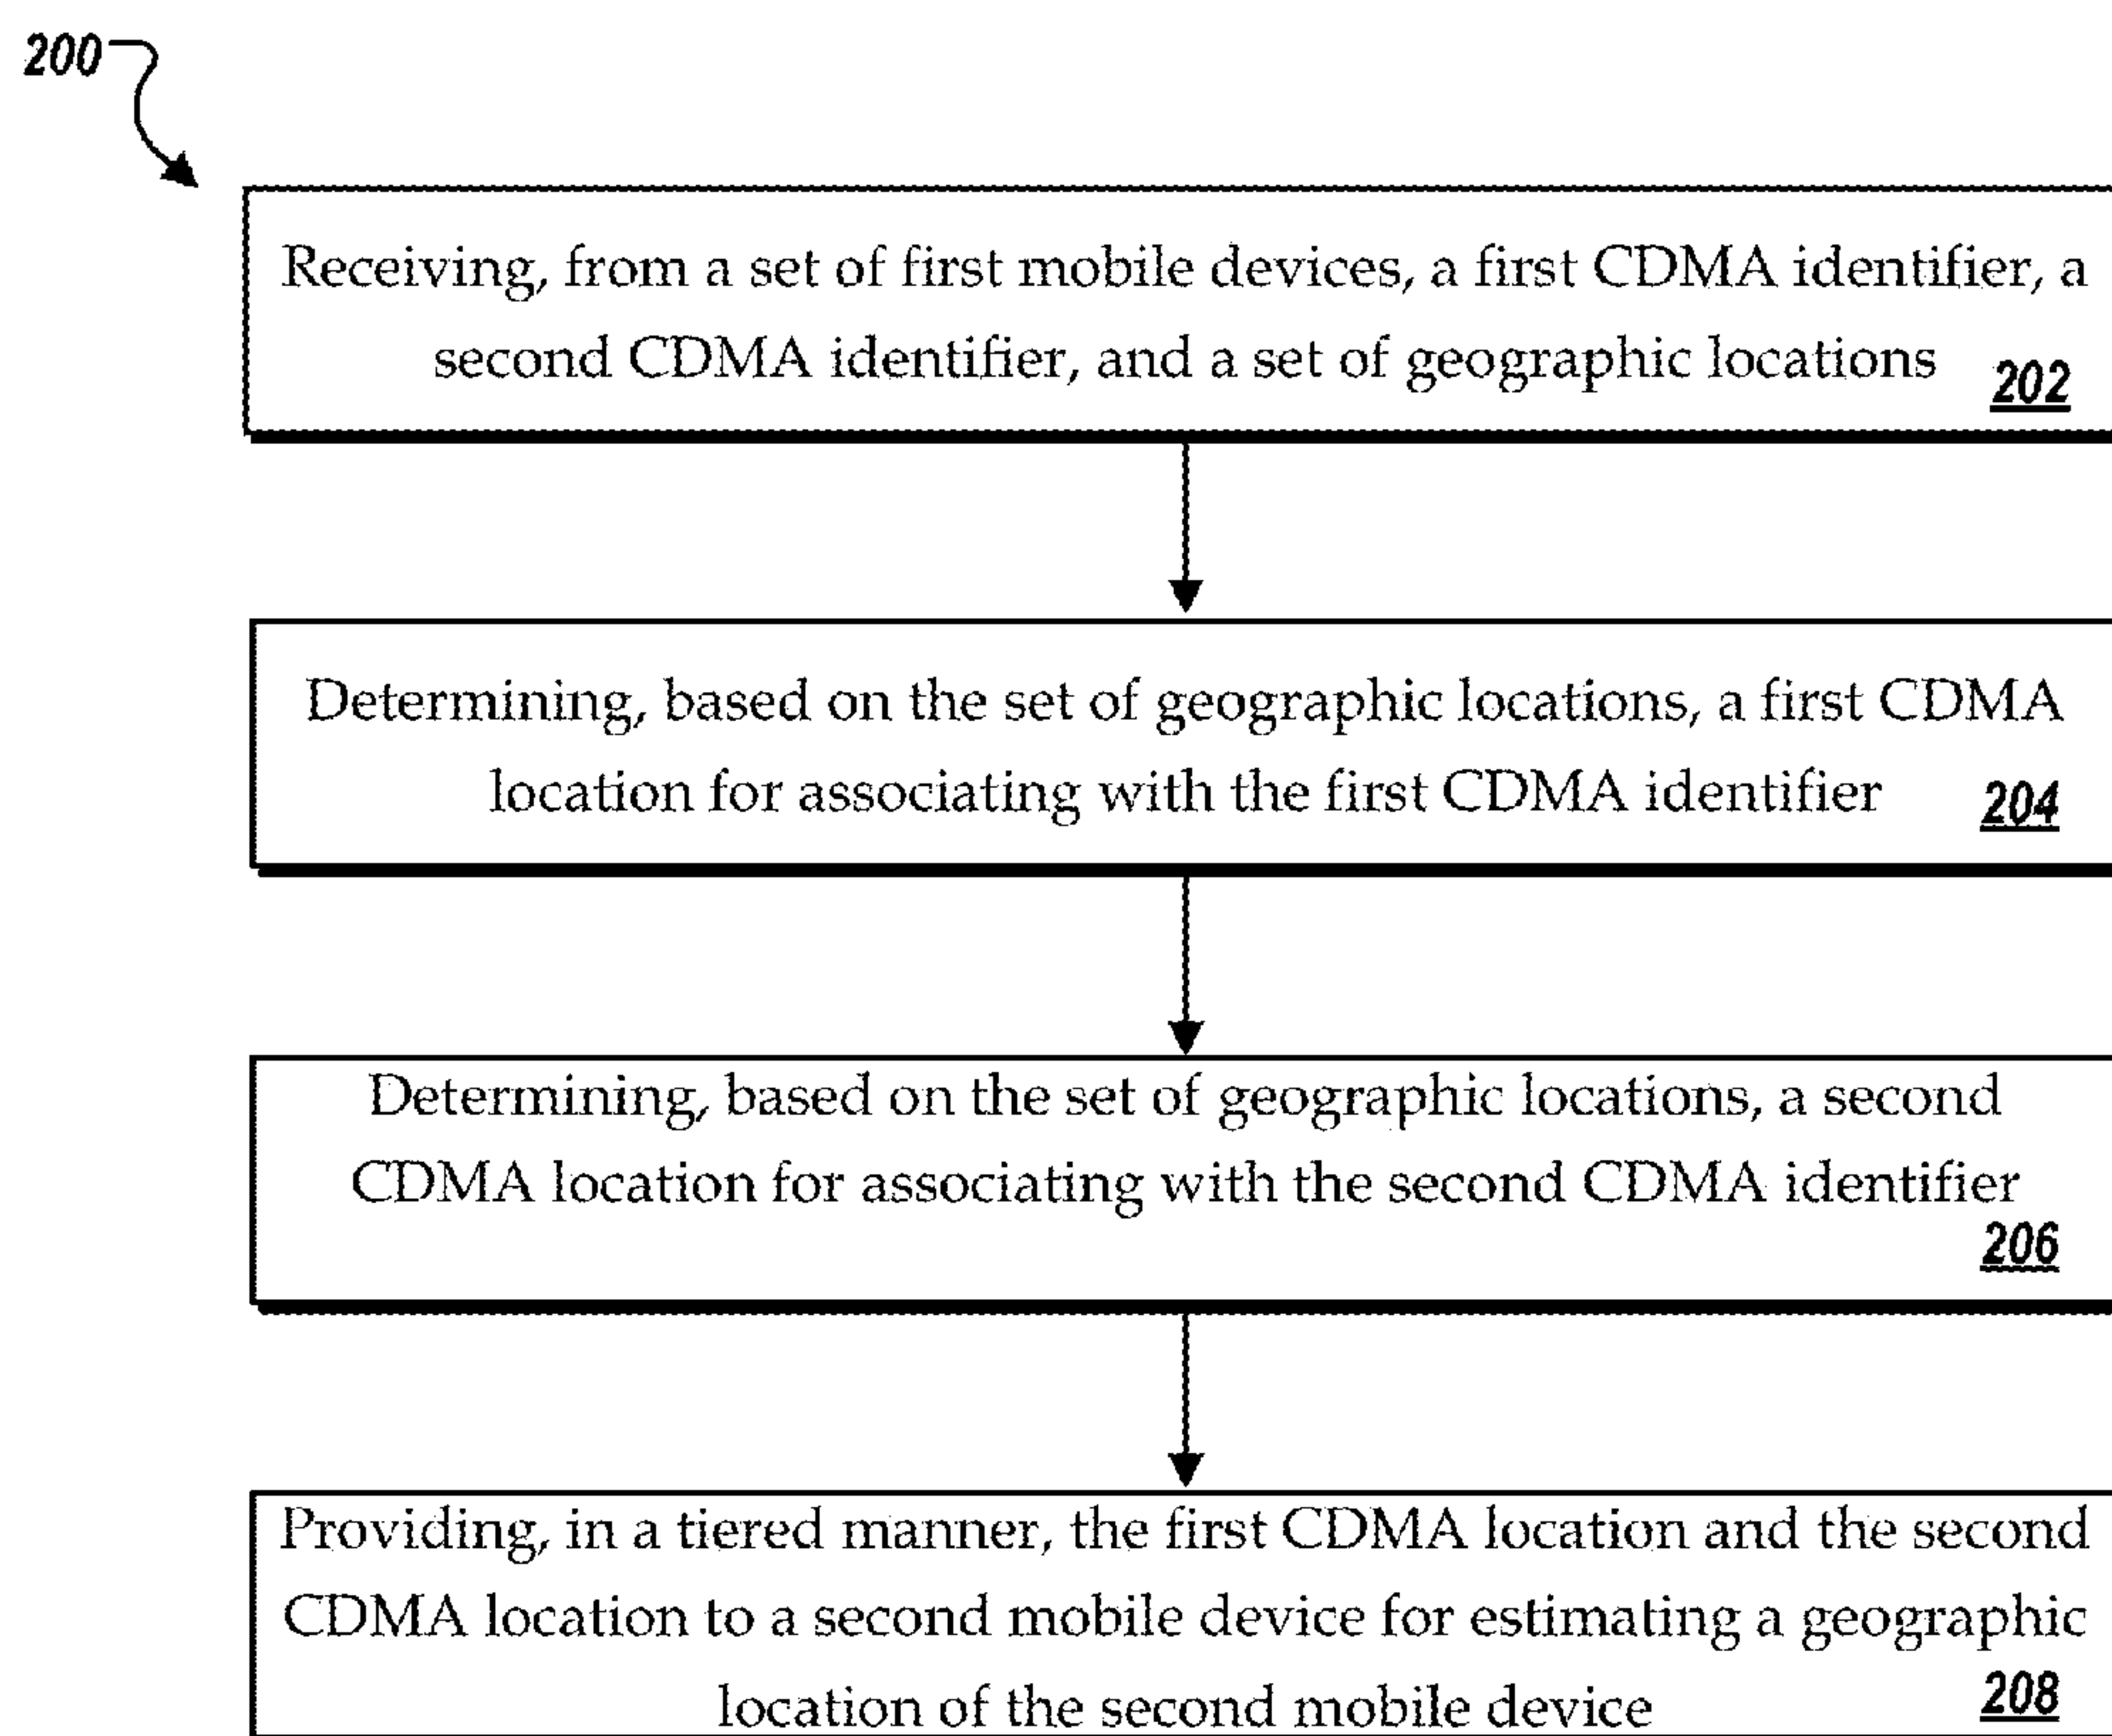 200
Receiving, from a set of first mobile devices, a first CDMA identifier, a
second CDMA identifier, and a set of geographic locations 202
Determining, based on the set of geographic locations, a first CDMA
location for associating with the first CDMA identifier 204
Determining, based on the set of geographic locations, a second
CDMA location for associating with the second CDMA identifier
206
Providing, in a tiered manner, the first CDMA location and the second
CDMA location to a second mobile device for estimating a geographic
location of the second mobile device 208